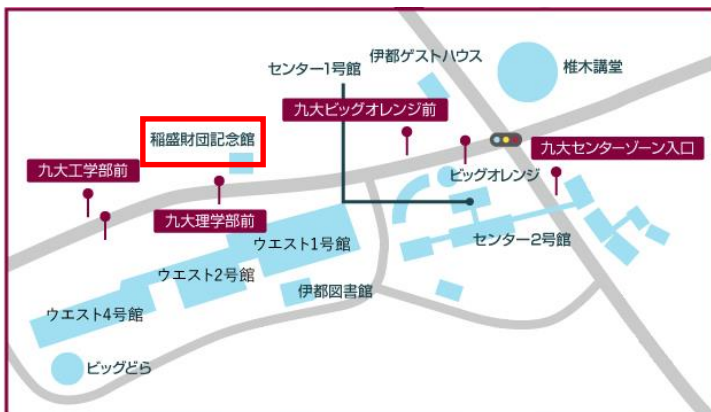 伊都ゲストハウス
センター1号館
椎木講堂
九大ビッグオレンジ前
稲盛財団記念館
九大センターゾーン入口
九大工学部前
ビッグオレンジ
九大理学部前
センター2号館
ウエスト1号館
ウエスト2号館
伊都図書館
ウエスト4号館
ビッグどら